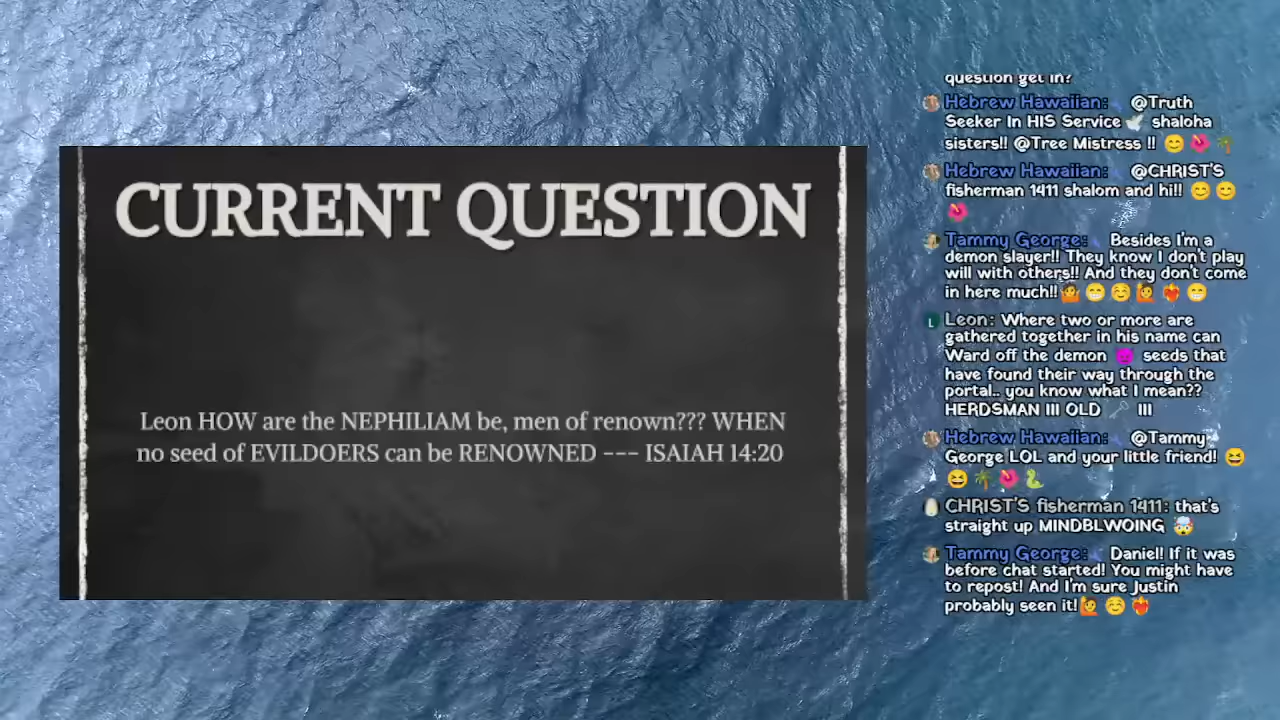 CURRENT QUESTION
Leon HOW are the NEPHILIAM be, men of renown??? WHEN
no seed of EVILDOERS can be RENOWNED --- ISAIAH 14:20
question get in?
Hebrew Hawaiian: @Truth
Seeker In HIS Service 🕊️ shaloha
sisters!! @Tree Mistress !! 😊🌺🌴
Hebrew Hawaiian: @CHRIST'S
fisherman 1411 shalom and hi!! 😊😊
🌺
Tammy George: Besides I'm a
demon slayer!! They know I don't play
will with others!! And they don't come
in here much!!🤷😁☺️🙋❤️‍🔥😁
L Leon: Where two or more are
gathered together in his name can
Ward off the demon 😈 seeds that
have found their way through the
portal.. you know what I mean??
HERDSMAN III OLD 🗝️ III
Hebrew Hawaiian: @Tammy
George LOL and your little friend! 😆
😆🌴🌺🐍
CHRIST'S fisherman 1411: that's
straight up MINDBLWOING 🤯
Tammy George: Daniel! If it was
before chat started! You might have
to repost! And I'm sure Justin
probably seen it!🙋☺️❤️‍🔥